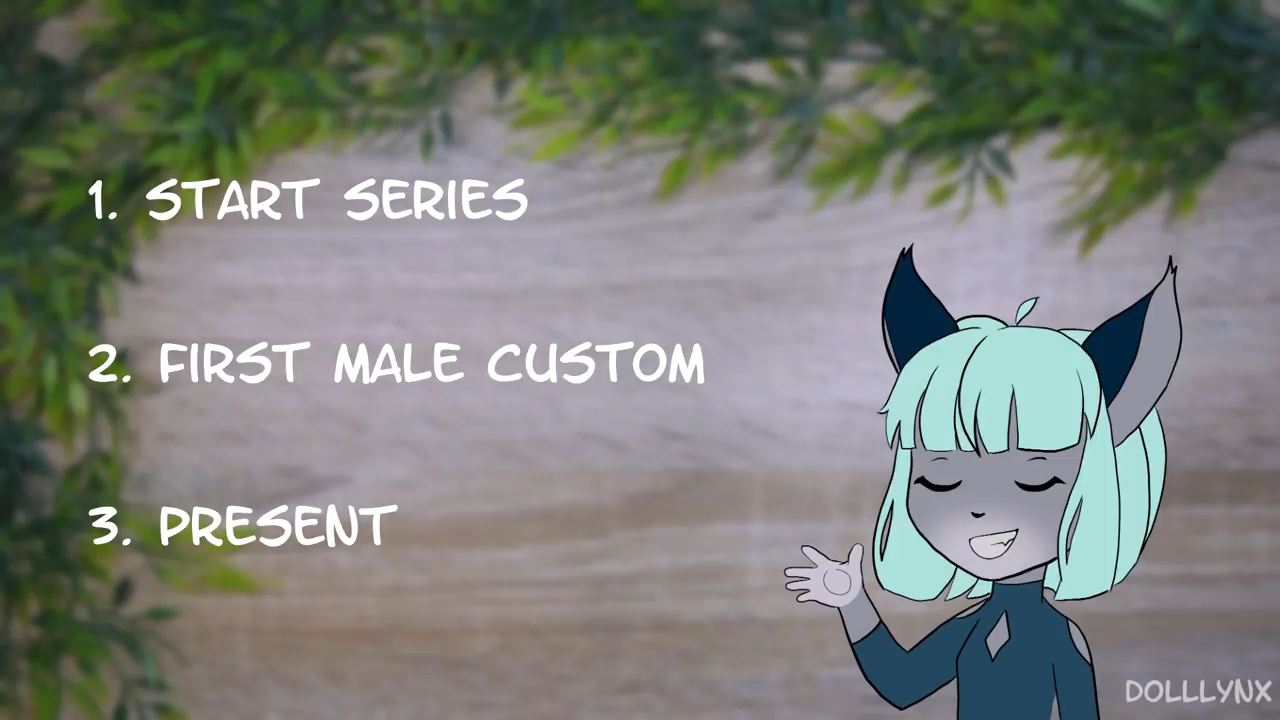 1. START SERIES
2. FIRST MALE CUSTOM
3. PRESENT
DOLLLYNX